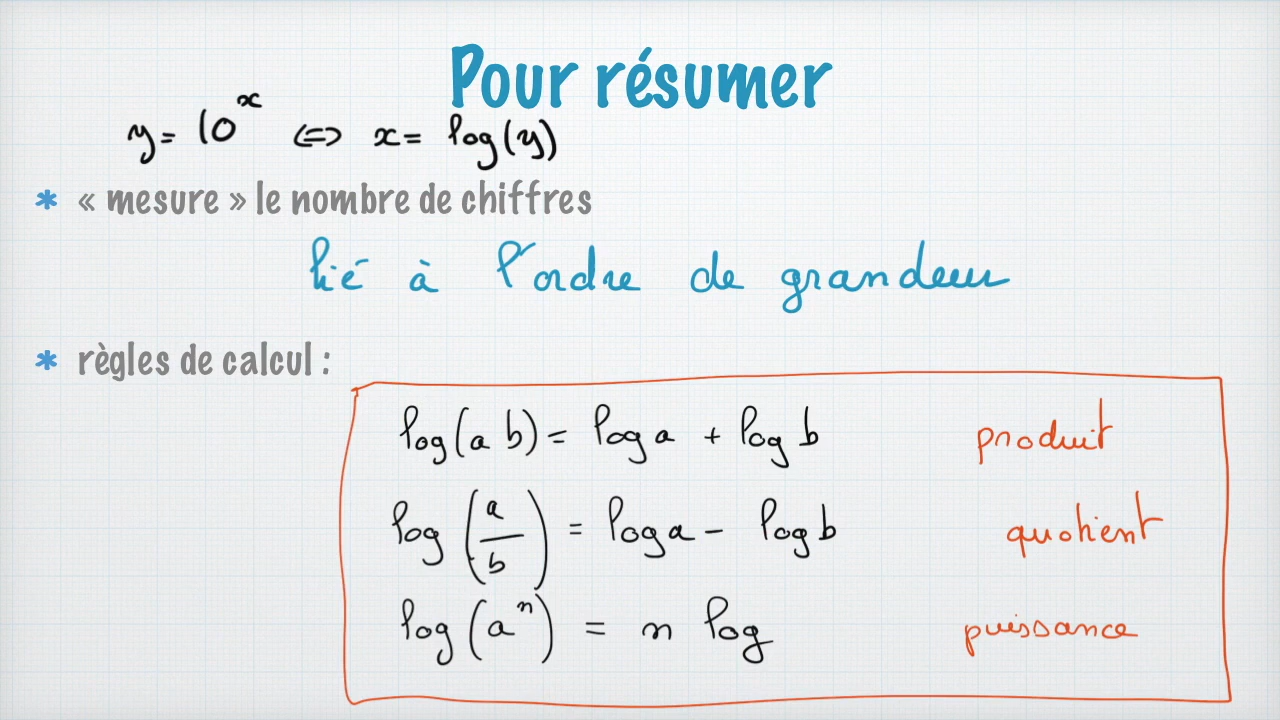 Pour résumer
y = 10^x ⇔ x = log(y)
* « mesure » le nombre de chiffres
lié à l'ordre de grandeur
* règles de calcul :
log(a b) = log a + log b produit
log(a/b) = log a - log b quotient
log(a^n) = n log puissance